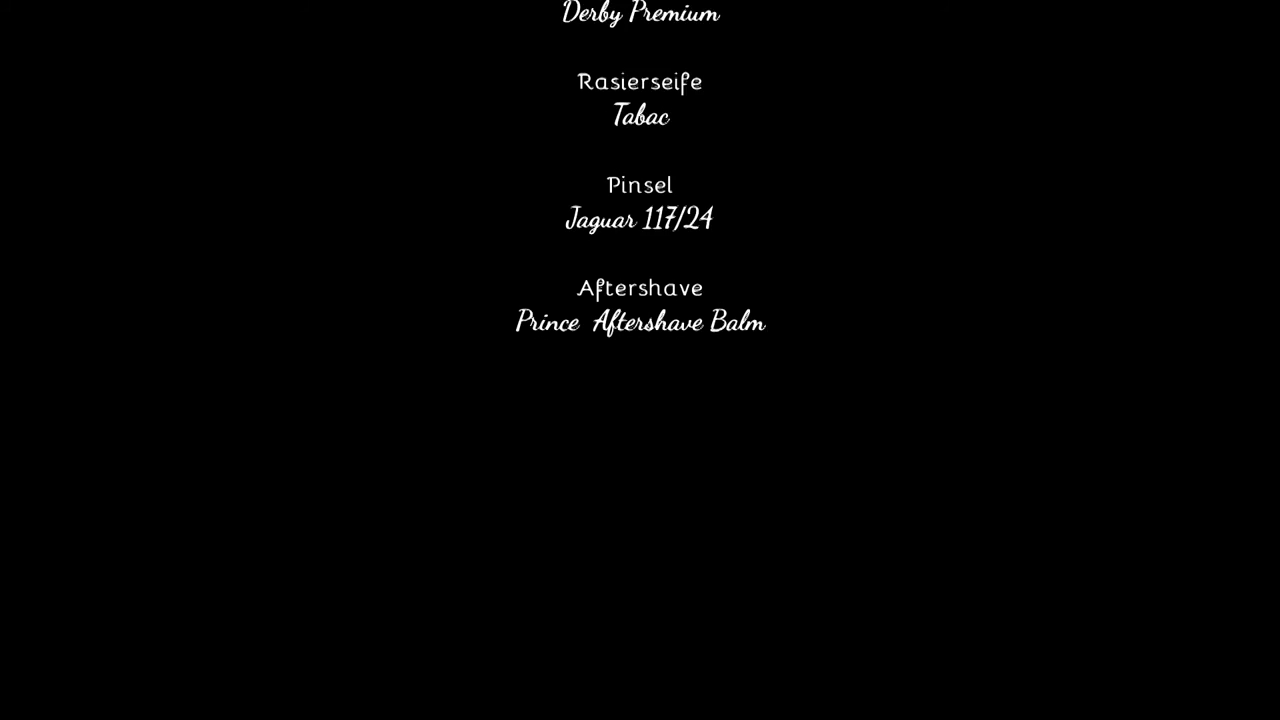 Derby Premium
Rasierseife
Tabac
Pinsel
Jaguar 117/24
Aftershave
Prince Aftershave Balm